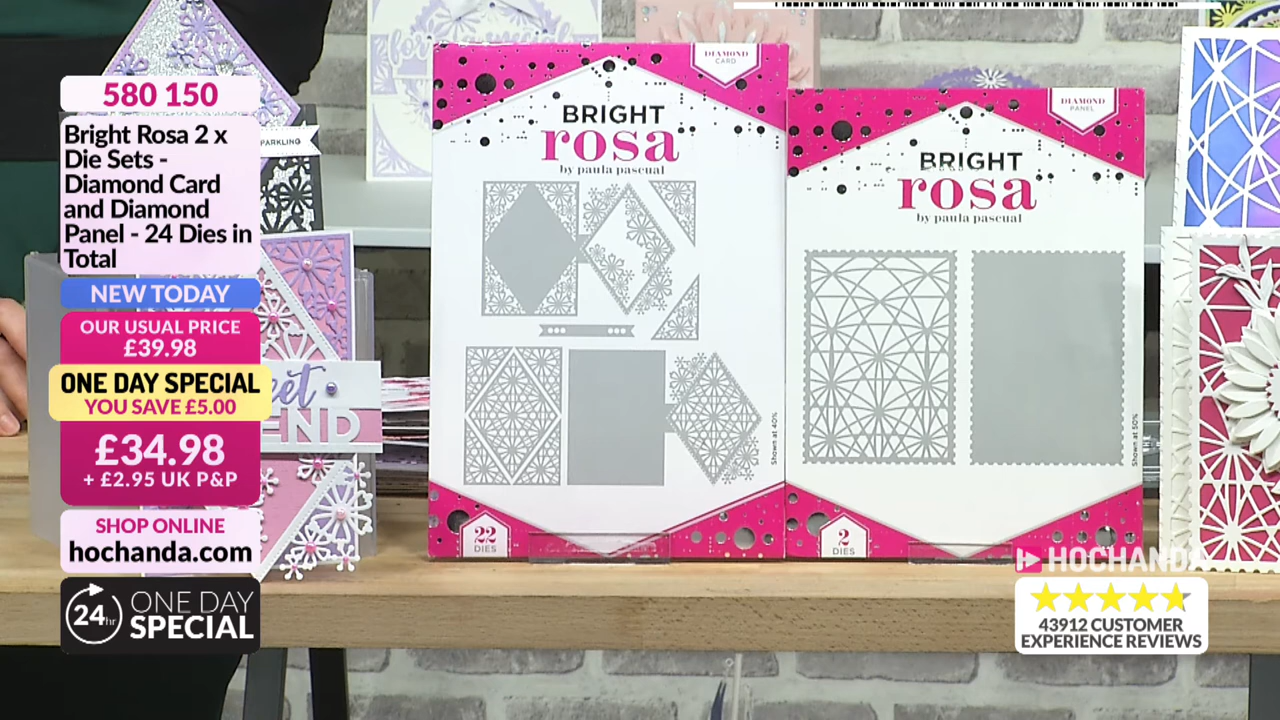 580 150
Bright Rosa 2 x
Die Sets -
Diamond Card
and Diamond
Panel - 24 Dies in
Total
NEW TODAY
OUR USUAL PRICE
£39.98
ONE DAY SPECIAL
YOU SAVE £5.00
£34.98
+ £2.95 UK P&P
SHOP ONLINE
hochanda.com
24hr
ONE DAY
SPECIAL
DIAMOND
CARD
BRIGHT
rosa
by paula pascual
Shown at 40%
22
DIES
DIAMOND
PANEL
BRIGHT
rosa
by paula pascual
Shown at 50%
2
DIES
HOCHANDA
43912 CUSTOMER
EXPERIENCE REVIEWS